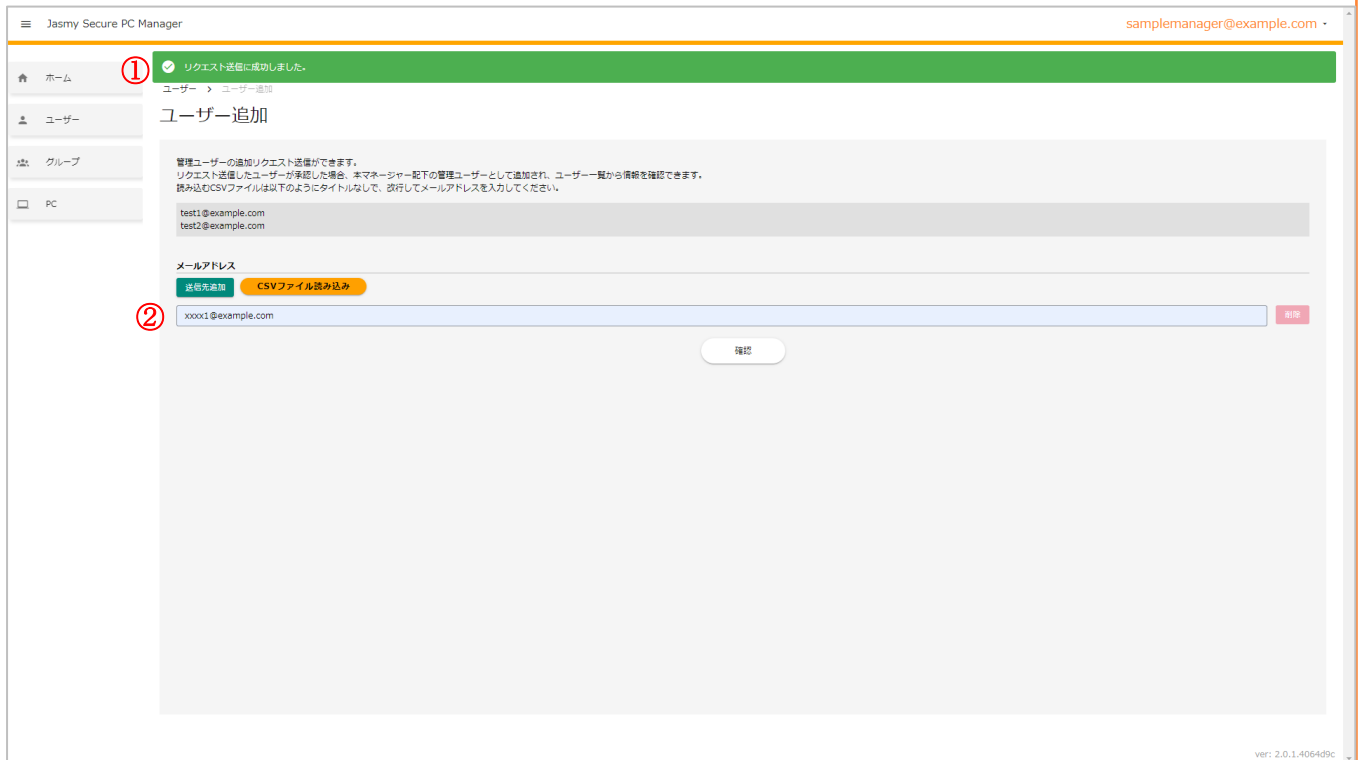 Jasmy Secure PC Manager
samplemanager@example.com
① リクエスト送信に成功しました。
ホーム
ユーザー > ユーザー追加
ユーザー追加
ユーザー
グループ
PC
管理ユーザーの追加リクエスト送信ができます。
リクエスト送信したユーザーが承認した場合、本マネージャー配下の管理ユーザーとして追加され、ユーザー一覧から情報を確認できます。
読み込むCSVファイルは以下のようにタイトルなしで、改行してメールアドレスを入力してください。
test1@example.com
test2@example.com
メールアドレス
送信先追加 CSVファイル読み込み
② xxxx1@example.com 削除
確認
ver: 2.0.1.4064d9c